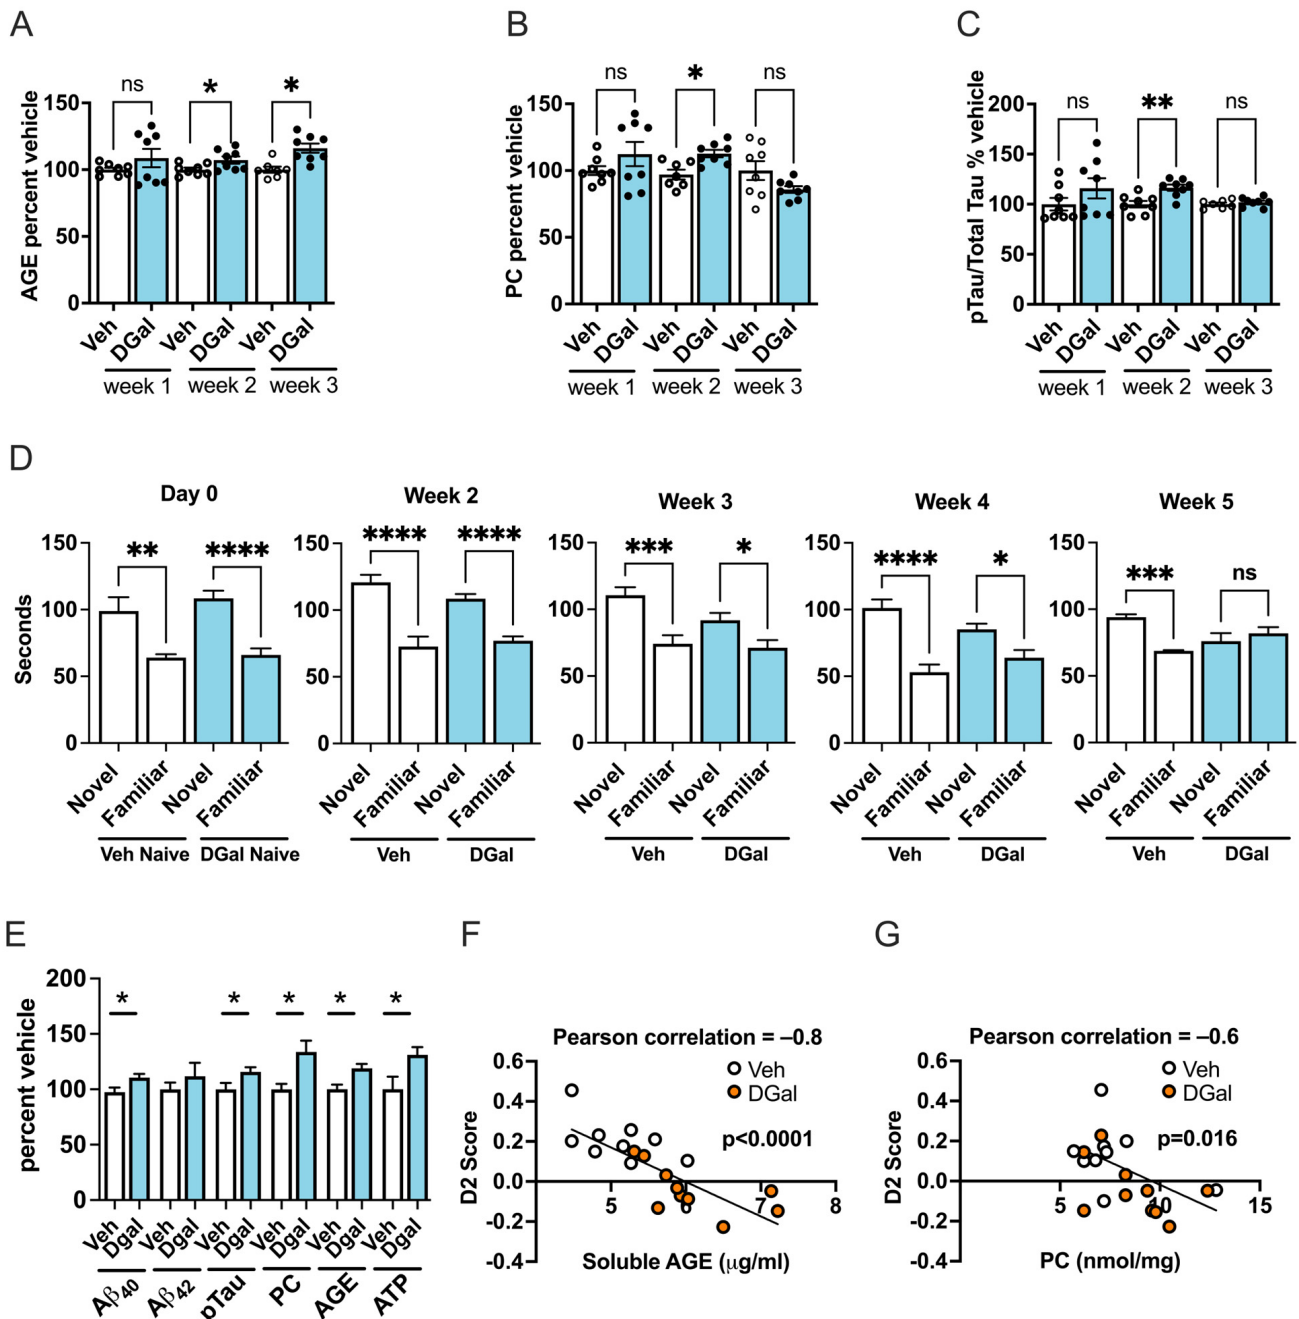 A
B
C
ns
*
*
AGE percent vehicle
150
100
50
0
Veh
DGal
Veh
DGal
Veh
DGal
week 1
week 2
week 3
ns
*
ns
PC percent vehicle
150
100
50
0
Veh
DGal
Veh
DGal
Veh
DGal
week 1
week 2
week 3
ns
**
ns
pTau/Total Tau % vehicle
200
150
100
50
0
Veh
DGal
Veh
DGal
Veh
DGal
week 1
week 2
week 3
D
Day 0
**
****
Seconds
150
100
50
0
Novel
Familiar
Novel
Familiar
Veh Naive
DGal Naive
Week 2
****
****
150
100
50
0
Novel
Familiar
Novel
Familiar
Veh
DGal
Week 3
***
*
150
100
50
0
Novel
Familiar
Novel
Familiar
Veh
DGal
Week 4
****
*
150
100
50
0
Novel
Familiar
Novel
Familiar
Veh
DGal
Week 5
***
ns
150
100
50
0
Novel
Familiar
Novel
Familiar
Veh
DGal
E
percent vehicle
200
150
100
50
0
*
*
*
*
*
Veh
Dgal
Veh
Dgal
Veh
Dgal
Veh
Dgal
Veh
Dgal
Veh
Dgal
Aβ40
Aβ42
pTau
PC
AGE
ATP
F
Pearson correlation = –0.8
Veh
DGal
p<0.0001
D2 Score
0.6
0.4
0.2
0.0
-0.2
-0.4
5
7
8
Soluble AGE (μg/ml)
G
Pearson correlation = –0.6
Veh
DGal
p=0.016
D2 Score
0.6
0.4
0.2
0.0
-0.2
-0.4
5
10
15
PC (nmol/mg)